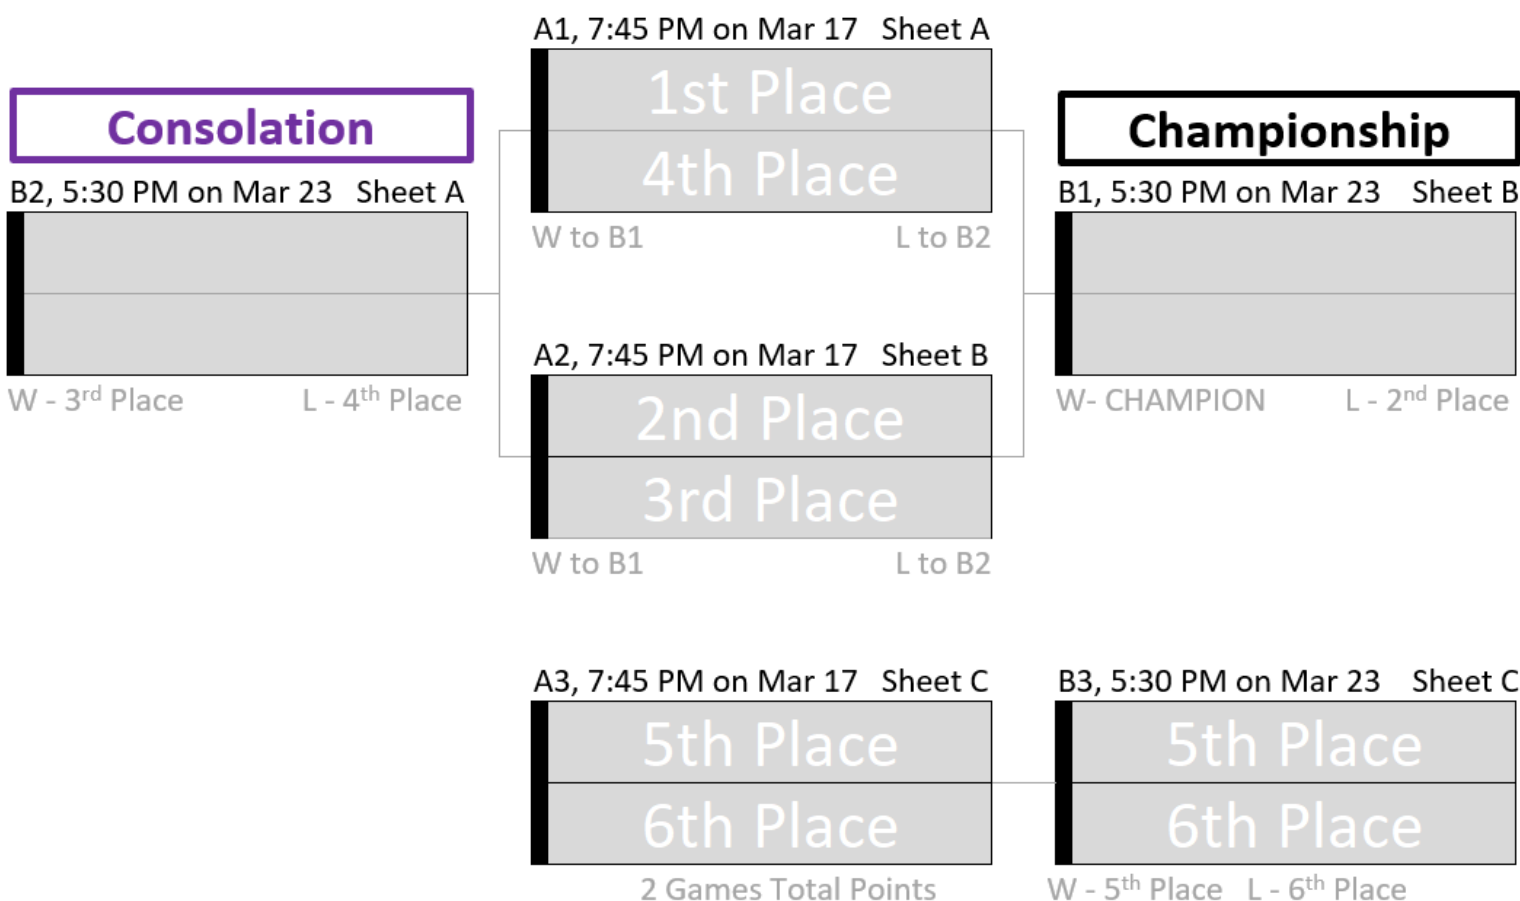 A1, 7:45 PM on Mar 17 Sheet A
1st Place
4th Place
W to B1 L to B2
Consolation
B2, 5:30 PM on Mar 23 Sheet A
W - 3rd Place L - 4th Place
Championship
B1, 5:30 PM on Mar 23 Sheet B
W- CHAMPION L - 2nd Place
A2, 7:45 PM on Mar 17 Sheet B
2nd Place
3rd Place
W to B1 L to B2
A3, 7:45 PM on Mar 17 Sheet C
5th Place
6th Place
2 Games Total Points
B3, 5:30 PM on Mar 23 Sheet C
5th Place
6th Place
W - 5th Place L - 6th Place